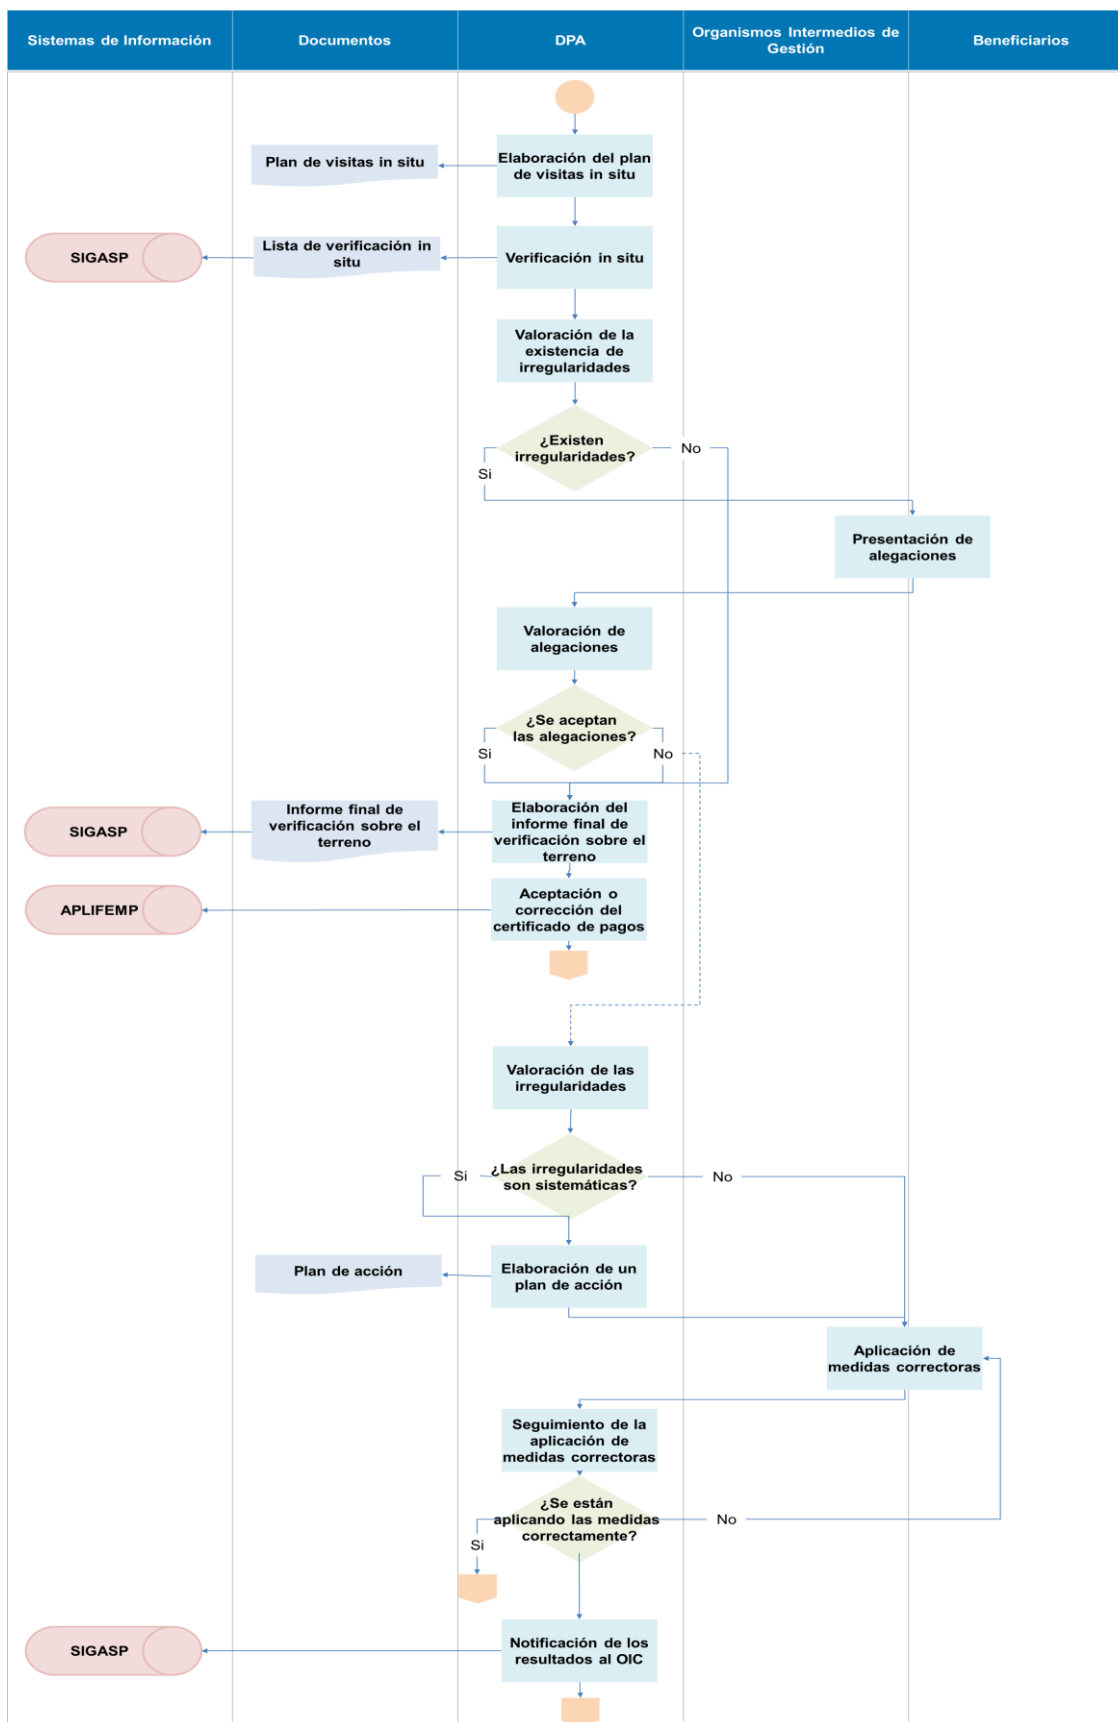 Sistemas de Información
Documentos
DPA
Organismos Intermedios de
Gestión
Beneficiarios
Plan de visitas in situ
Elaboración del plan
de visitas in situ
SIGASP
Lista de verificación in
situ
Verificación in situ
Valoración de la
existencia de
irregularidades
¿Existen
irregularidades?
No
Si
Presentación de
alegaciones
Valoración de
alegaciones
¿Se aceptan
las alegaciones?
Si
No
SIGASP
Informe final de
verificación sobre el
terreno
Elaboración del
informe final de
verificación sobre el
terreno
APLIFEMP
Aceptación o
corrección del
certificado de pagos
Valoración de las
irregularidades
¿Las irregularidades
son sistemáticas?
Si
No
Plan de acción
Elaboración de un
plan de acción
Aplicación de
medidas correctoras
Seguimiento de la
aplicación de
medidas correctoras
¿Se están
aplicando las medidas
correctamente?
No
Si
SIGASP
Notificación de los
resultados al OIC